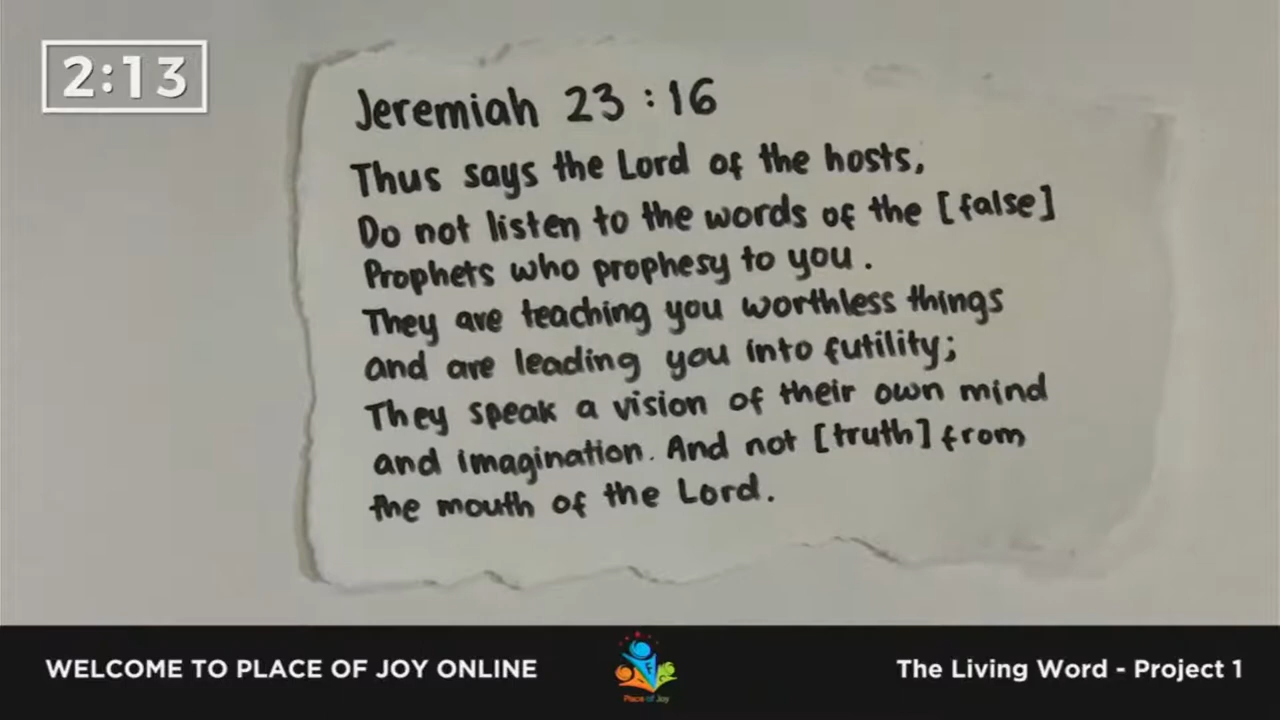 2:13
Jeremiah 23:16
Thus says the Lord of the hosts,
Do not listen to the words of the [false]
Prophets who prophesy to you.
They are teaching you worthless things
and are leading you into futility;
They speak a vision of their own mind
and imagination. And not [truth] from
the mouth of the Lord.
WELCOME TO PLACE OF JOY ONLINE
Place of Joy
The Living Word - Project 1